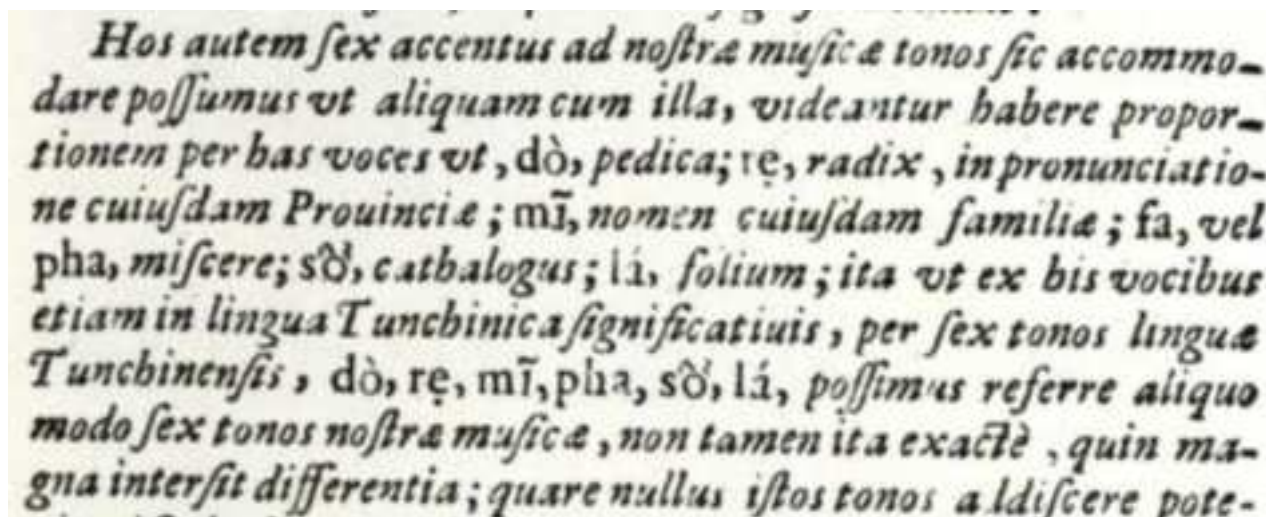 Hos autem ſex accentus ad noſtræ muſicæ tonos ſic accommo-
dare poſſumus vt aliquam cum illa, videantur habere propor-
tionem per has voces vt, dò, pedica; rẹ, radix, in pronunciatio-
ne cuiuſdam Prouinciæ; mĩ, nomen cuiuſdam familiæ; fa, vel
pha, miſcere; sổ, cathalogus; lá, folium; ita vt ex his vocibus
etiam in lingua Tunchinica ſignificatiuis, per ſex tonos linguæ
Tunchinenſis, dò, rẹ, mĩ, pha, sổ, lá, poſſimus referre aliquo
modo ſex tonos noſtræ muſicæ, non tamen ita exactè, quin ma-
gna interſit differentia; quare nullus iſtos tonos addiſcere pote-